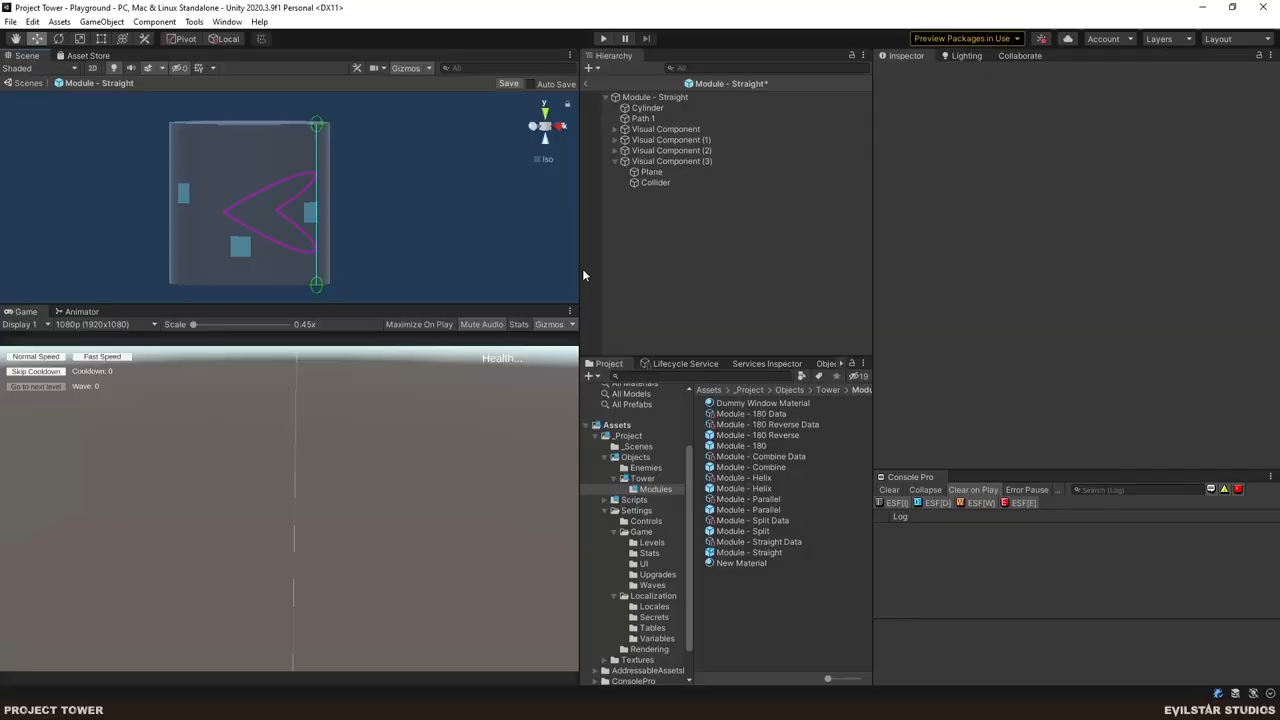 Project Tower - Playground - PC, Mac & Linux Standalone - Unity 2020.3.9f1 Personal <DX11>
File Edit Assets GameObject Component Tools Window Help
Pivot Local
Preview Packages in Use
Account Layers Layout
Scene Asset Store
Shaded 2D 0 Gizmos All
Scenes Module - Straight Save Auto Save
y
x
Iso
Game Animator
Display 1 1080p (1920x1080) Scale 0.45x Maximize On Play Mute Audio Stats Gizmos
Normal Speed Fast Speed Health...
Skip Cooldown Cooldown: 0
Go to next level Wave: 0
Hierarchy
All
Module - Straight*
Module - Straight
Cylinder
Path 1
Visual Component
Visual Component (1)
Visual Component (2)
Visual Component (3)
Plane
Collider
Project Lifecycle Service Services Inspector Objec
19
All Materials
All Models
All Prefabs
Assets
_Project
_Scenes
Objects
Enemies
Tower
Modules
Scripts
Settings
Controls
Game
Levels
Stats
UI
Upgrades
Waves
Localization
Locales
Secrets
Tables
Variables
Rendering
Textures
AddressableAssetsI
ConsolePro
Assets _Project Objects Tower Modu
Dummy Window Material
Module - 180 Data
Module - 180 Reverse Data
Module - 180 Reverse
Module - 180
Module - Combine Data
Module - Combine
Module - Helix
Module - Helix
Module - Parallel
Module - Parallel
Module - Split Data
Module - Split
Module - Straight Data
Module - Straight
New Material
Inspector Lighting Collaborate
Console Pro
Clear Collapse Clear on Play Error Pause ... Search (Log)
ESF[I] ESF[D] ESF[W] ESF[E]
Log
PROJECT TOWER
EVILSTAR STUDIOS